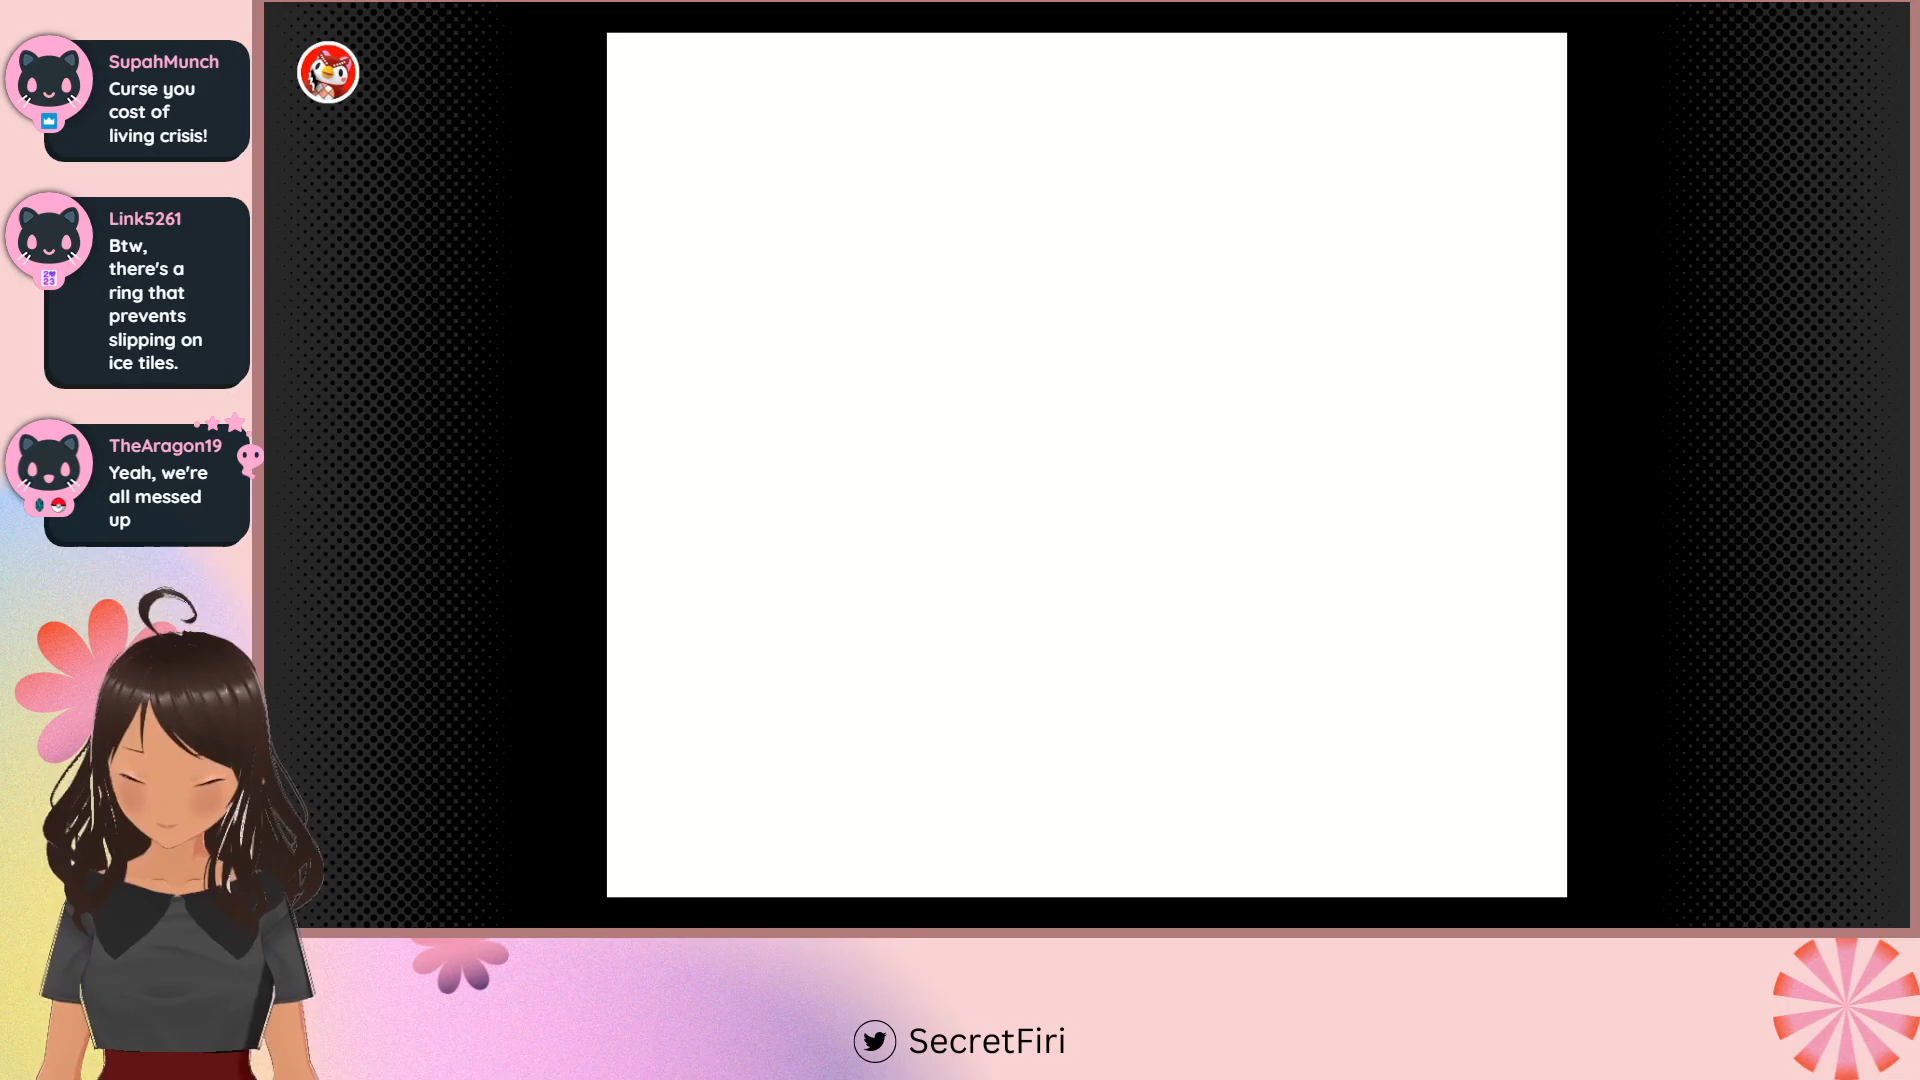 SupahMunch
Curse you
cost of
living crisis!
Link5261
Btw,
there's a
ring that
prevents
slipping on
ice tiles.
TheAragon19
Yeah, we're
all messed
up
SecretFiri